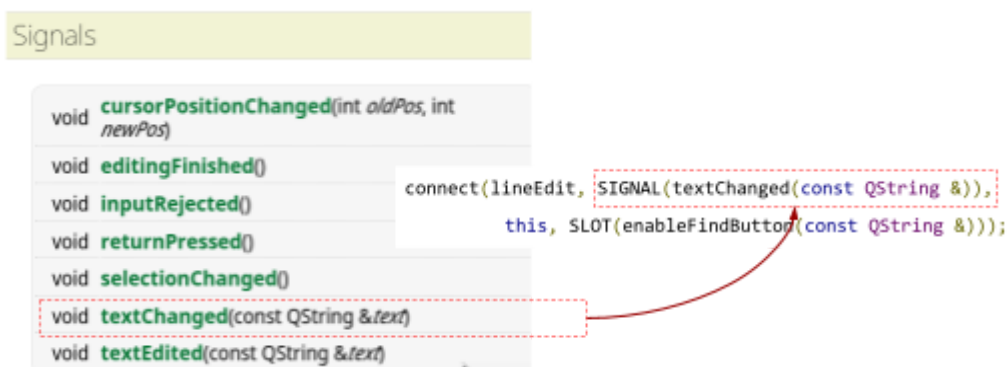 Signals
void cursorPositionChanged(int oldPos, int
newPos)
void editingFinished()
void inputRejected()
void returnPressed()
void selectionChanged()
void textChanged(const QString &text)
void textEdited(const QString &text)
connect(lineEdit, SIGNAL(textChanged(const QString &)),
this, SLOT(enableFindButton(const QString &)));